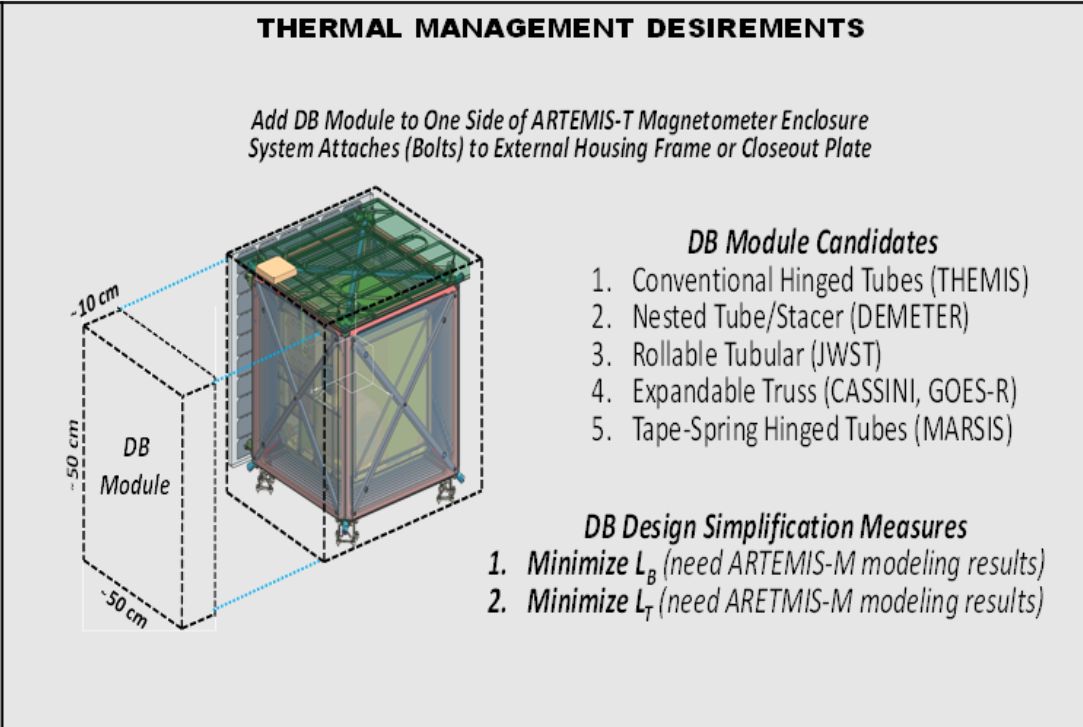 THERMAL MANAGEMENT DESIREMENTS
Add DB Module to One Side of ARTEMIS-T Magnetometer Enclosure
System Attaches (Bolts) to External Housing Frame or Closeout Plate
~10 cm
~50 cm
DB
Module
~50 cm
DB Module Candidates
1. Conventional Hinged Tubes (THEMIS)
2. Nested Tube/Stacer (DEMETER)
3. Rollable Tubular (JWST)
4. Expandable Truss (CASSINI, GOES-R)
5. Tape-Spring Hinged Tubes (MARSIS)
DB Design Simplification Measures
1. Minimize L_B (need ARTEMIS-M modeling results)
2. Minimize L_T (need ARETMIS-M modeling results)